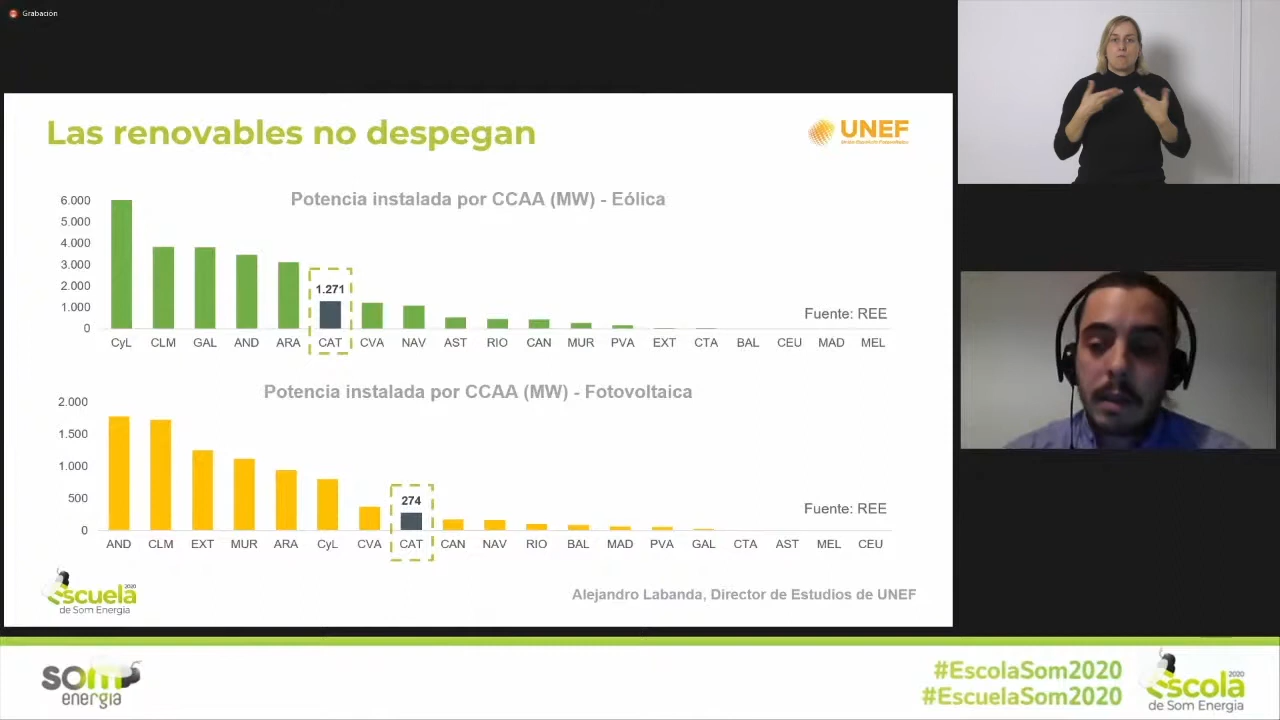 Grabación
Las renovables no despegan
UNEF
Potencia instalada por CCAA (MW) - Eólica
6.000
5.000
4.000
3.000
2.000
1.000
0
1.271
Fuente: REE
CyL CLM GAL AND ARA CAT CVA NAV AST RIO CAN MUR PVA EXT CTA BAL CEU MAD MEL
Potencia instalada por CCAA (MW) - Fotovoltaica
2.000
1.500
1.000
500
0
274
Fuente: REE
AND CLM EXT MUR ARA CyL CVA CAT CAN NAV RIO BAL MAD PVA GAL CTA AST MEL CEU
2020
Escuela
de Som Energia
Alejandro Labanda, Director de Estudios de UNEF
som
energia
#EscolaSom2020
#EscuelaSom2020
2020
Escola
de Som Energia